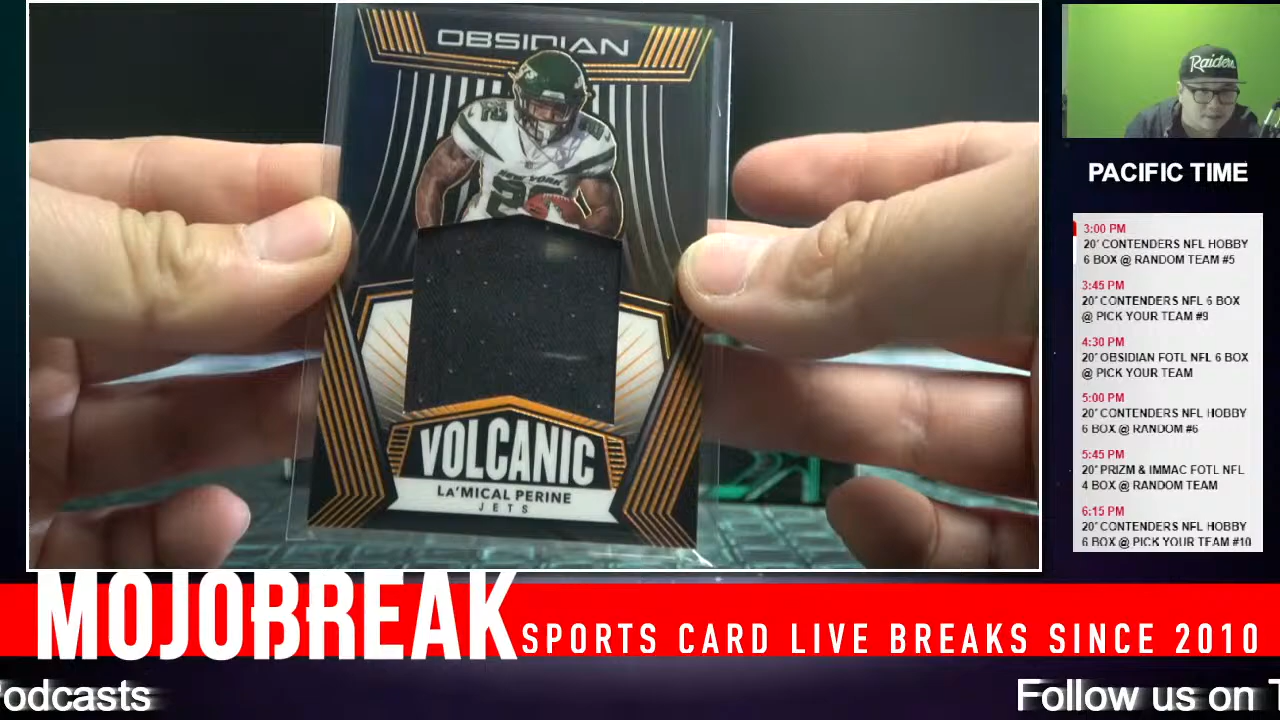 OBSIDIAN
NEW YORK
VOLCANIC
LA'MICAL PERINE
JETS
Raiders
PACIFIC TIME
3:00 PM
20' CONTENDERS NFL HOBBY
6 BOX @ RANDOM TEAM #5
3:45 PM
20' CONTENDERS NFL 6 BOX
@ PICK YOUR TEAM #9
4:30 PM
20' OBSIDIAN FOTL NFL 6 BOX
@ PICK YOUR TEAM
5:00 PM
20' CONTENDERS NFL HOBBY
6 BOX @ RANDOM #6
5:45 PM
20' PRIZM & IMMAC FOTL NFL
4 BOX @ RANDOM TEAM
6:15 PM
20' CONTENDERS NFL HOBBY
6 BOX @ PICK YOUR TEAM #10
MOJOBREAK
SPORTS CARD LIVE BREAKS SINCE 2010
Podcasts
Follow us on T